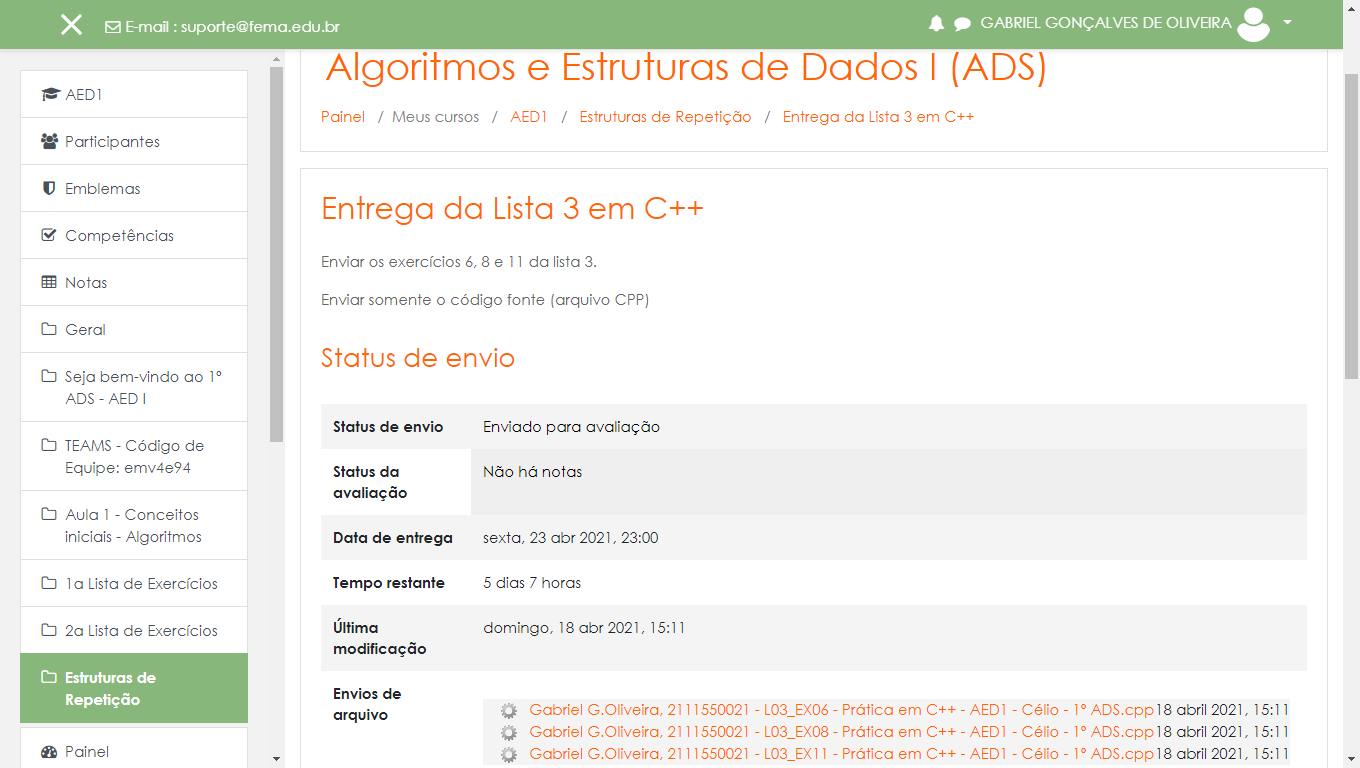 E-mail : suporte@fema.edu.br
GABRIEL GONÇALVES DE OLIVEIRA
AED1
Participantes
Emblemas
Competências
Notas
Geral
Seja bem-vindo ao 1º
ADS - AED I
TEAMS - Código de
Equipe: emv4e94
Aula 1 - Conceitos
iniciais - Algoritmos
1a Lista de Exercícios
2a Lista de Exercícios
Estruturas de
Repetição
Painel
Algoritmos e Estruturas de Dados I (ADS)
Painel / Meus cursos / AED1 / Estruturas de Repetição / Entrega da Lista 3 em C++
Entrega da Lista 3 em C++
Enviar os exercícios 6, 8 e 11 da lista 3.
Enviar somente o código fonte (arquivo CPP)
Status de envio
Status de envio Enviado para avaliação
Status da
avaliação
Não há notas
Data de entrega sexta, 23 abr 2021, 23:00
Tempo restante 5 dias 7 horas
Última
modificação
domingo, 18 abr 2021, 15:11
Envios de
arquivo
Gabriel G.Oliveira, 2111550021 - L03_EX06 - Prática em C++ - AED1 - Célio - 1º ADS.cpp 18 abril 2021, 15:11
Gabriel G.Oliveira, 2111550021 - L03_EX08 - Prática em C++ - AED1 - Célio - 1º ADS.cpp 18 abril 2021, 15:11
Gabriel G.Oliveira, 2111550021 - L03_EX11 - Prática em C++ - AED1 - Célio - 1º ADS.cpp 18 abril 2021, 15:11